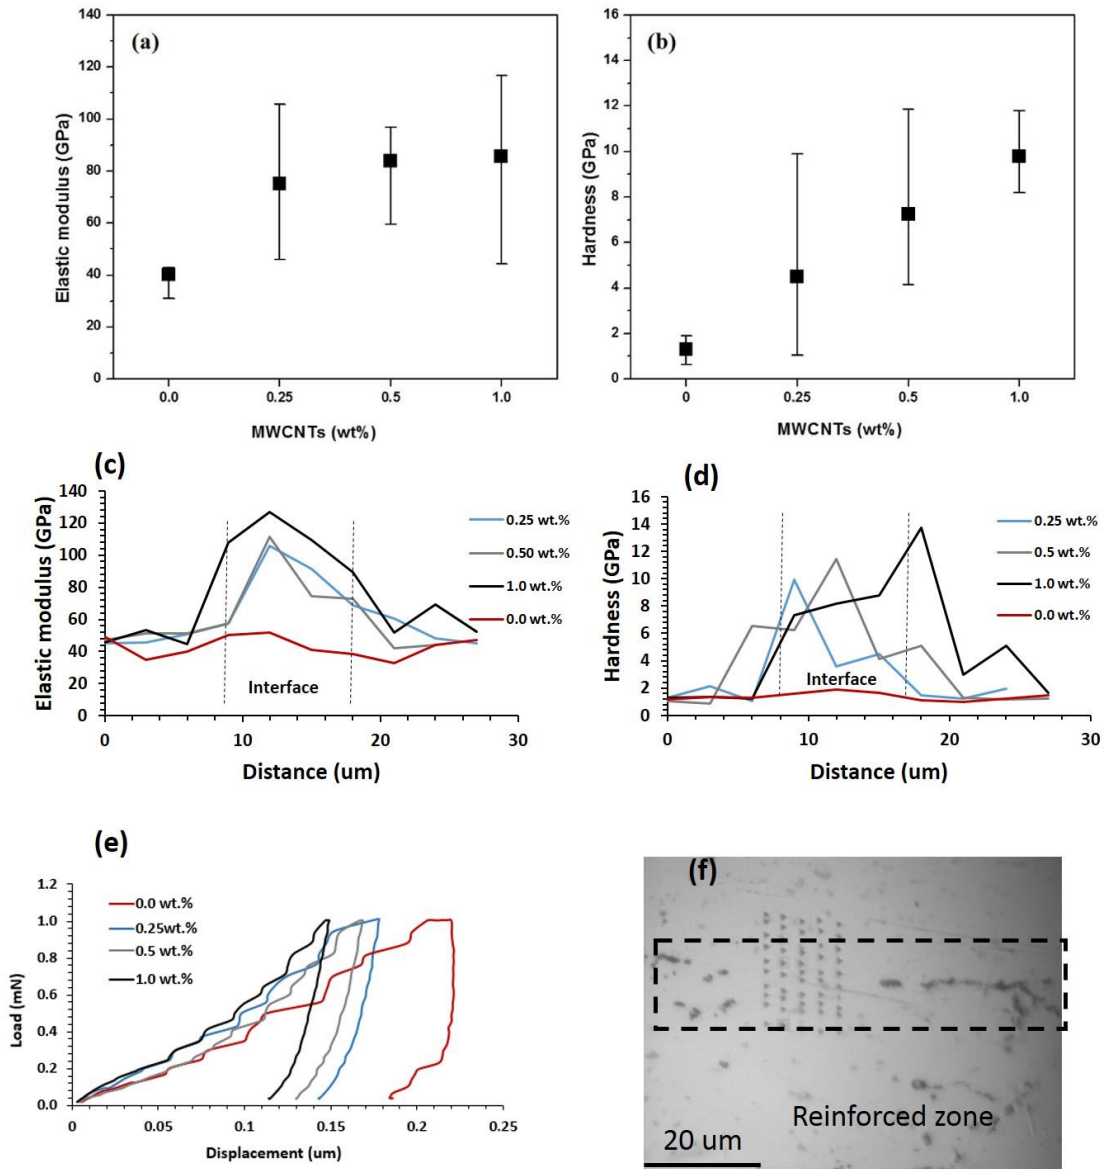 (a)
140
120
100
80
60
40
20
0
Elastic modulus (GPa)
0.0 0.25 0.5 1.0
MWCNTs (wt%)
(b)
16
14
12
10
8
6
4
2
0
Hardness (GPa)
0 0.25 0.5 1.0
MWCNTs (wt%)
(c)
140
120
100
80
60
40
20
0
Elastic modulus (GPa)
0.25 wt.%
0.50 wt.%
1.0 wt.%
0.0 wt.%
Interface
0 10 20 30
Distance (um)
(d)
16
14
12
10
8
6
4
2
0
Hardness (GPa)
0.25 wt.%
0.5 wt.%
1.0 wt.%
0.0 wt.%
Interface
0 10 20 30
Distance (um)
(e)
1.2
1.0
0.8
0.6
0.4
0.2
0.0
Load (mN)
0.0 wt.%
0.25wt.%
0.5 wt.%
1.0 wt.%
0 0.05 0.1 0.15 0.2 0.25
Displacement (um)
(f)
Reinforced zone
20 um